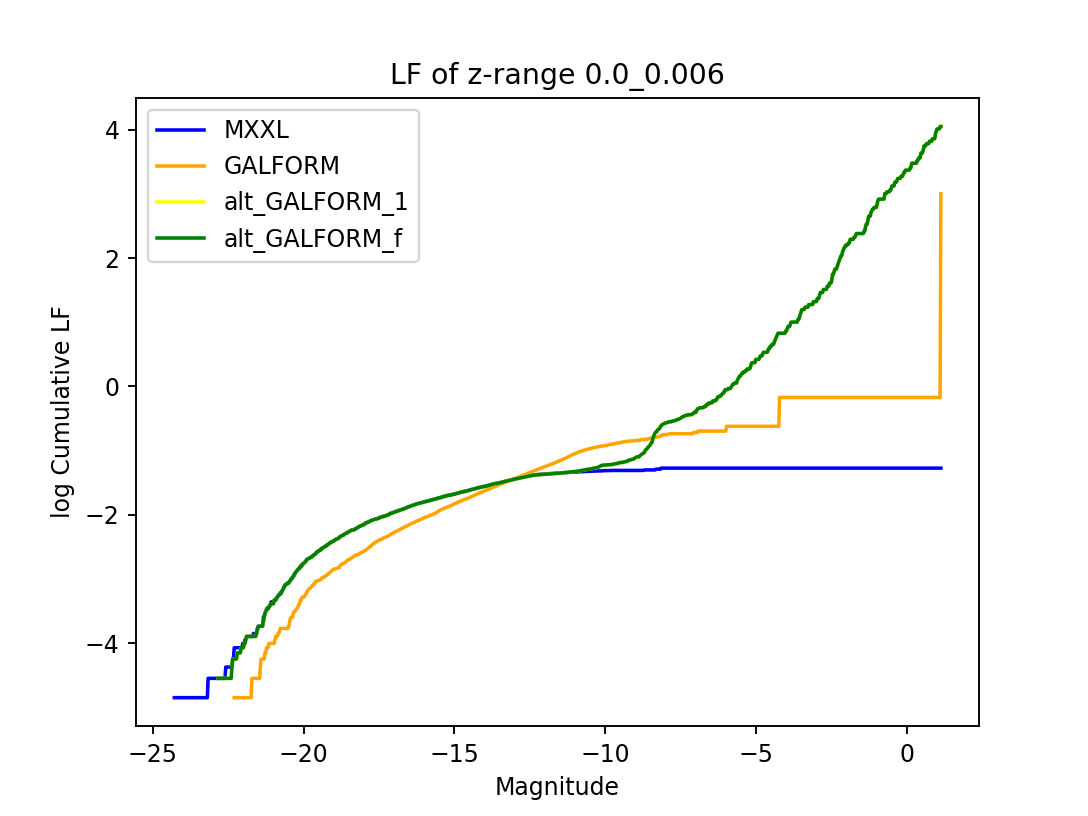 LF of z-range 0.0_0.006
MXXL
GALFORM
alt_GALFORM_1
alt_GALFORM_f
log Cumulative LF
4
2
0
−2
−4
−25
−20
−15
−10
−5
0
Magnitude